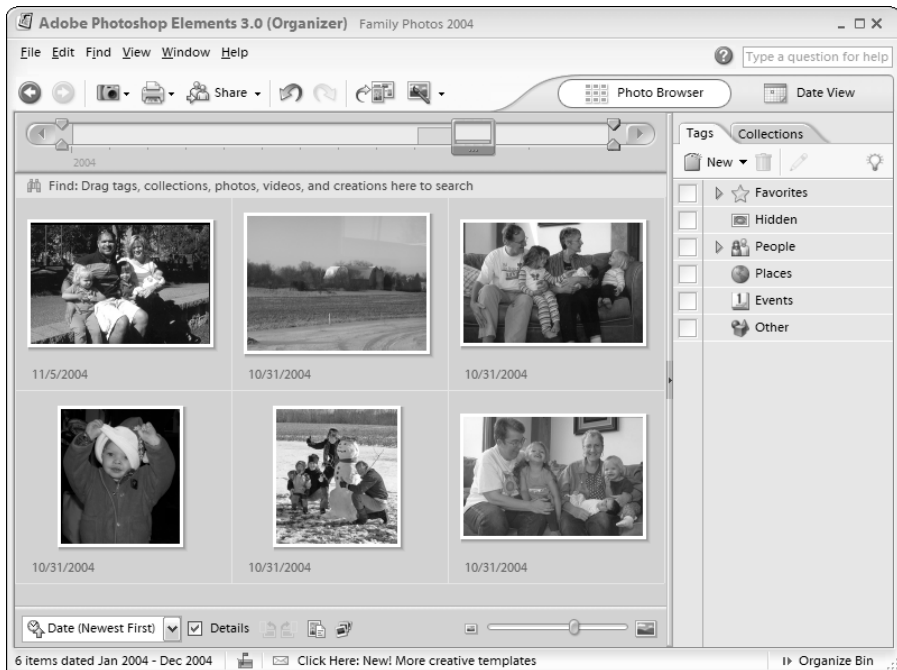 Adobe Photoshop Elements 3.0 (Organizer) Family Photos 2004
File Edit Find View Window Help
Type a question for help
Share
Photo Browser
Date View
2004
Tags Collections
New
Find: Drag tags, collections, photos, videos, and creations here to search
Favorites
Hidden
People
Places
1 Events
Other
11/5/2004 10/31/2004 10/31/2004
10/31/2004 10/31/2004 10/31/2004
Date (Newest First) Details
6 items dated Jan 2004 - Dec 2004 Click Here: New! More creative templates Organize Bin